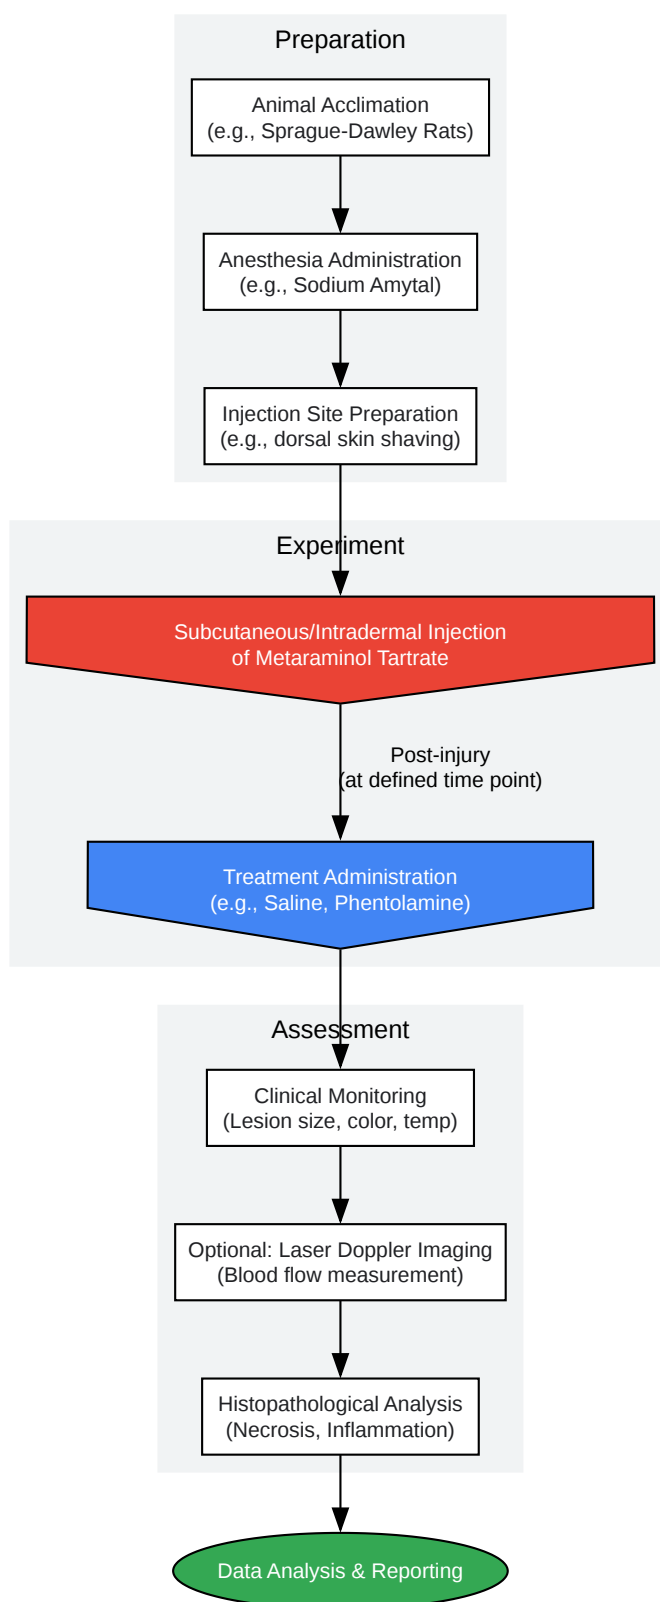 Preparation
Animal Acclimation
(e.g., Sprague-Dawley Rats)
Anesthesia Administration
(e.g., Sodium Amytal)
Injection Site Preparation
(e.g., dorsal skin shaving)
Experiment
Subcutaneous/Intradermal Injection
of Metaraminol Tartrate
Post-injury
(at defined time point)
Treatment Administration
(e.g., Saline, Phentolamine)
Assessment
Clinical Monitoring
(Lesion size, color, temp)
Optional: Laser Doppler Imaging
(Blood flow measurement)
Histopathological Analysis
(Necrosis, Inflammation)
Data Analysis & Reporting